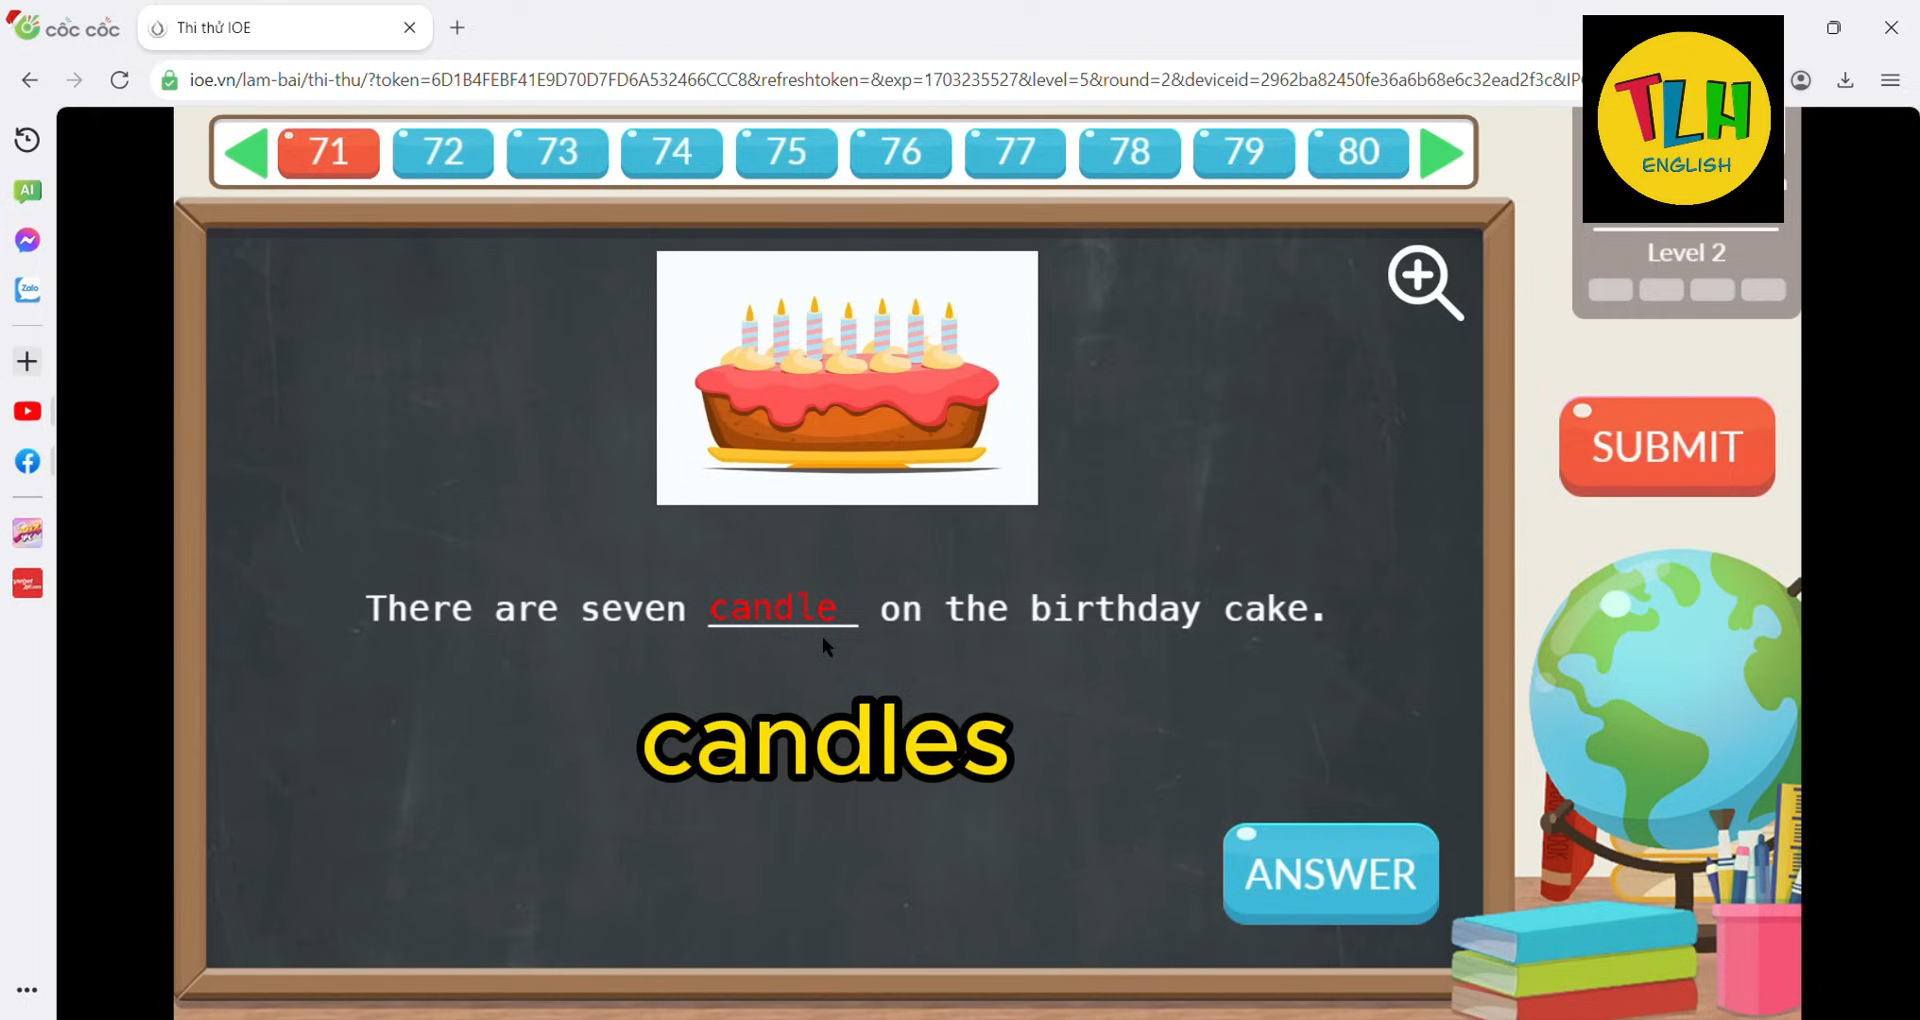 cốc cốc
Thi thử IOE
ioe.vn/lam-bai/thi-thu/?token=6D1B4FEBF41E9D70D7FD6A532466CCC8&refreshtoken=&exp=1703235527&level=5&round=2&deviceid=2962ba82450fe36a6b68e6c32ead2f3c&IP
TLH
ENGLISH
AI
Zalo
71 72 73 74 75 76 77 78 79 80
Level 2
SUBMIT
There are seven candle on the birthday cake.
candles
ANSWER